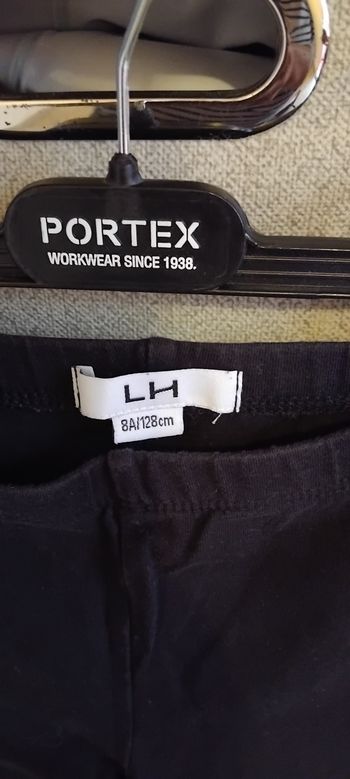 PORTEX
WORKWEAR SINCE 1938.
LH
8A/128cm